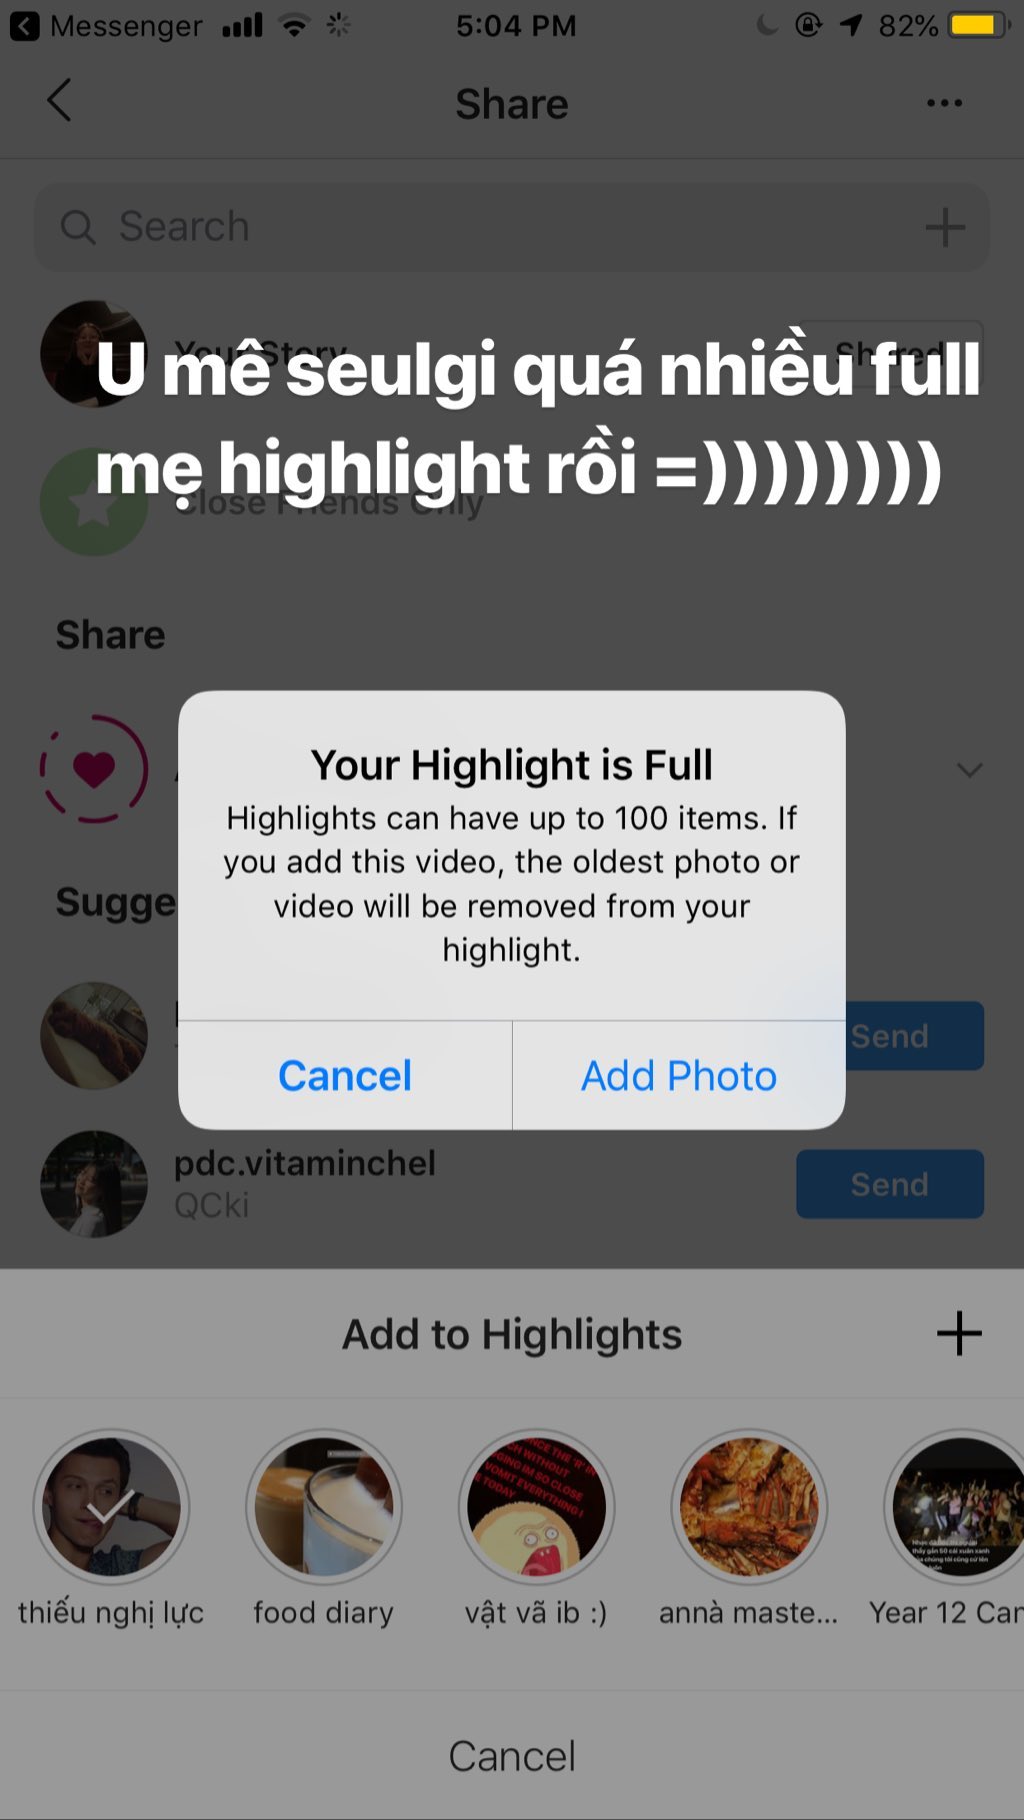 Messenger
5:04 PM
82%
Share
Search
Your Story
Shared
U mê seulgi quá nhiều full
mẹ highlight rồi =))))))))
Close Friends Only
Share
Your Highlight is Full
Highlights can have up to 100 items. If
you add this video, the oldest photo or
video will be removed from your
highlight.
Cancel
Add Photo
Send
pdc.vitaminchel
QCki
Send
Add to Highlights
thiếu nghị lực
food diary
vật vã ib :)
annà maste...
Year 12
Cancel